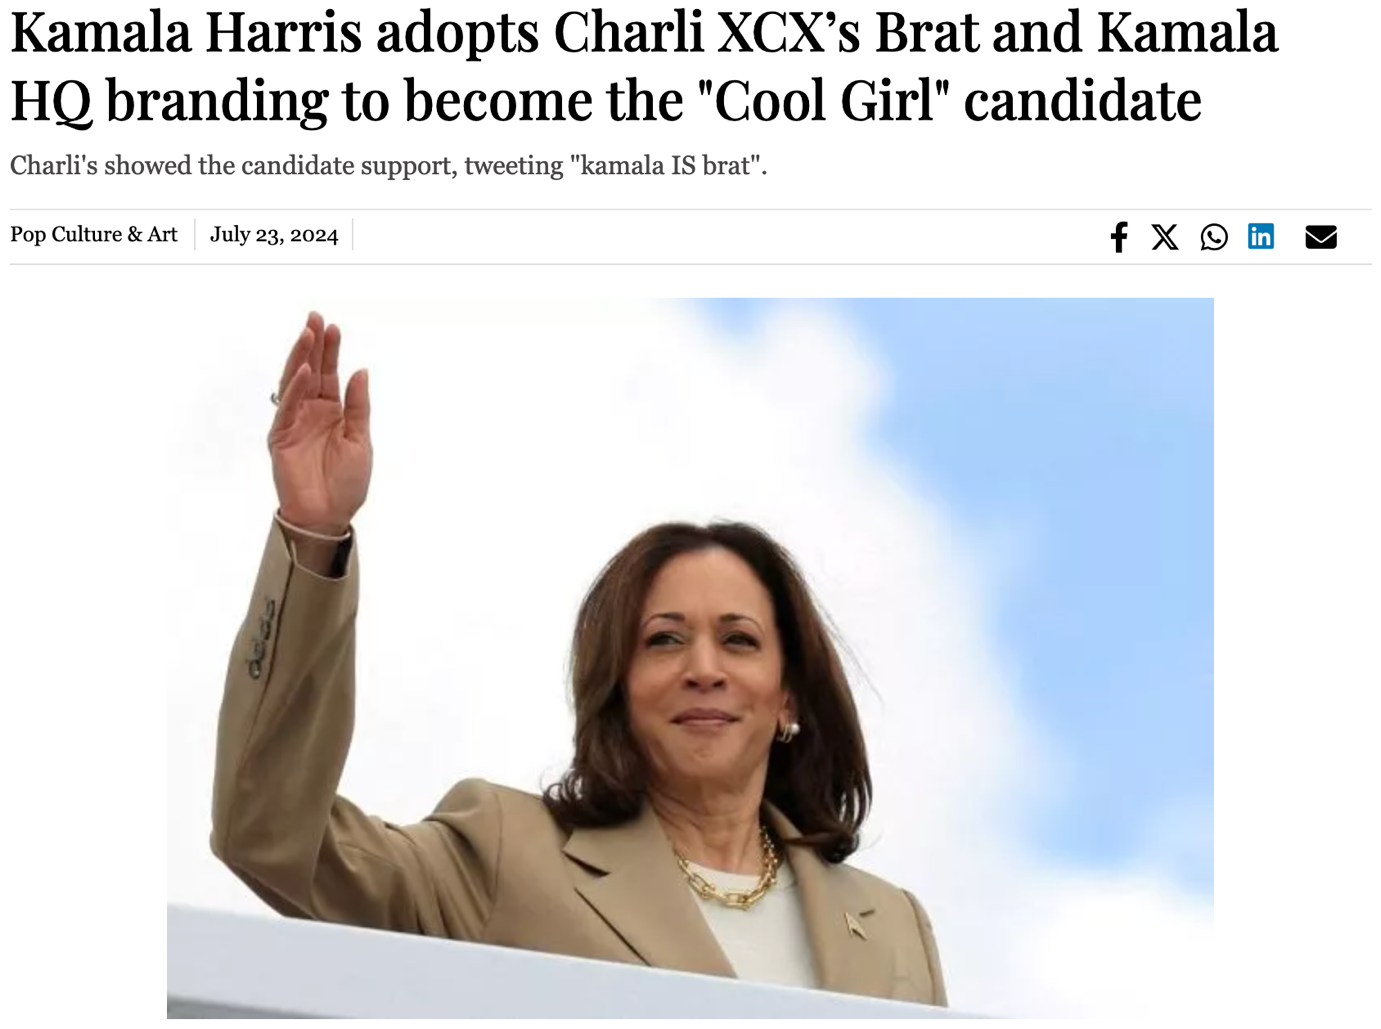 Kamala Harris adopts Charli XCX’s Brat and Kamala
HQ branding to become the "Cool Girl" candidate
Charli's showed the candidate support, tweeting "kamala IS brat".
Pop Culture & Art
July 23, 2024